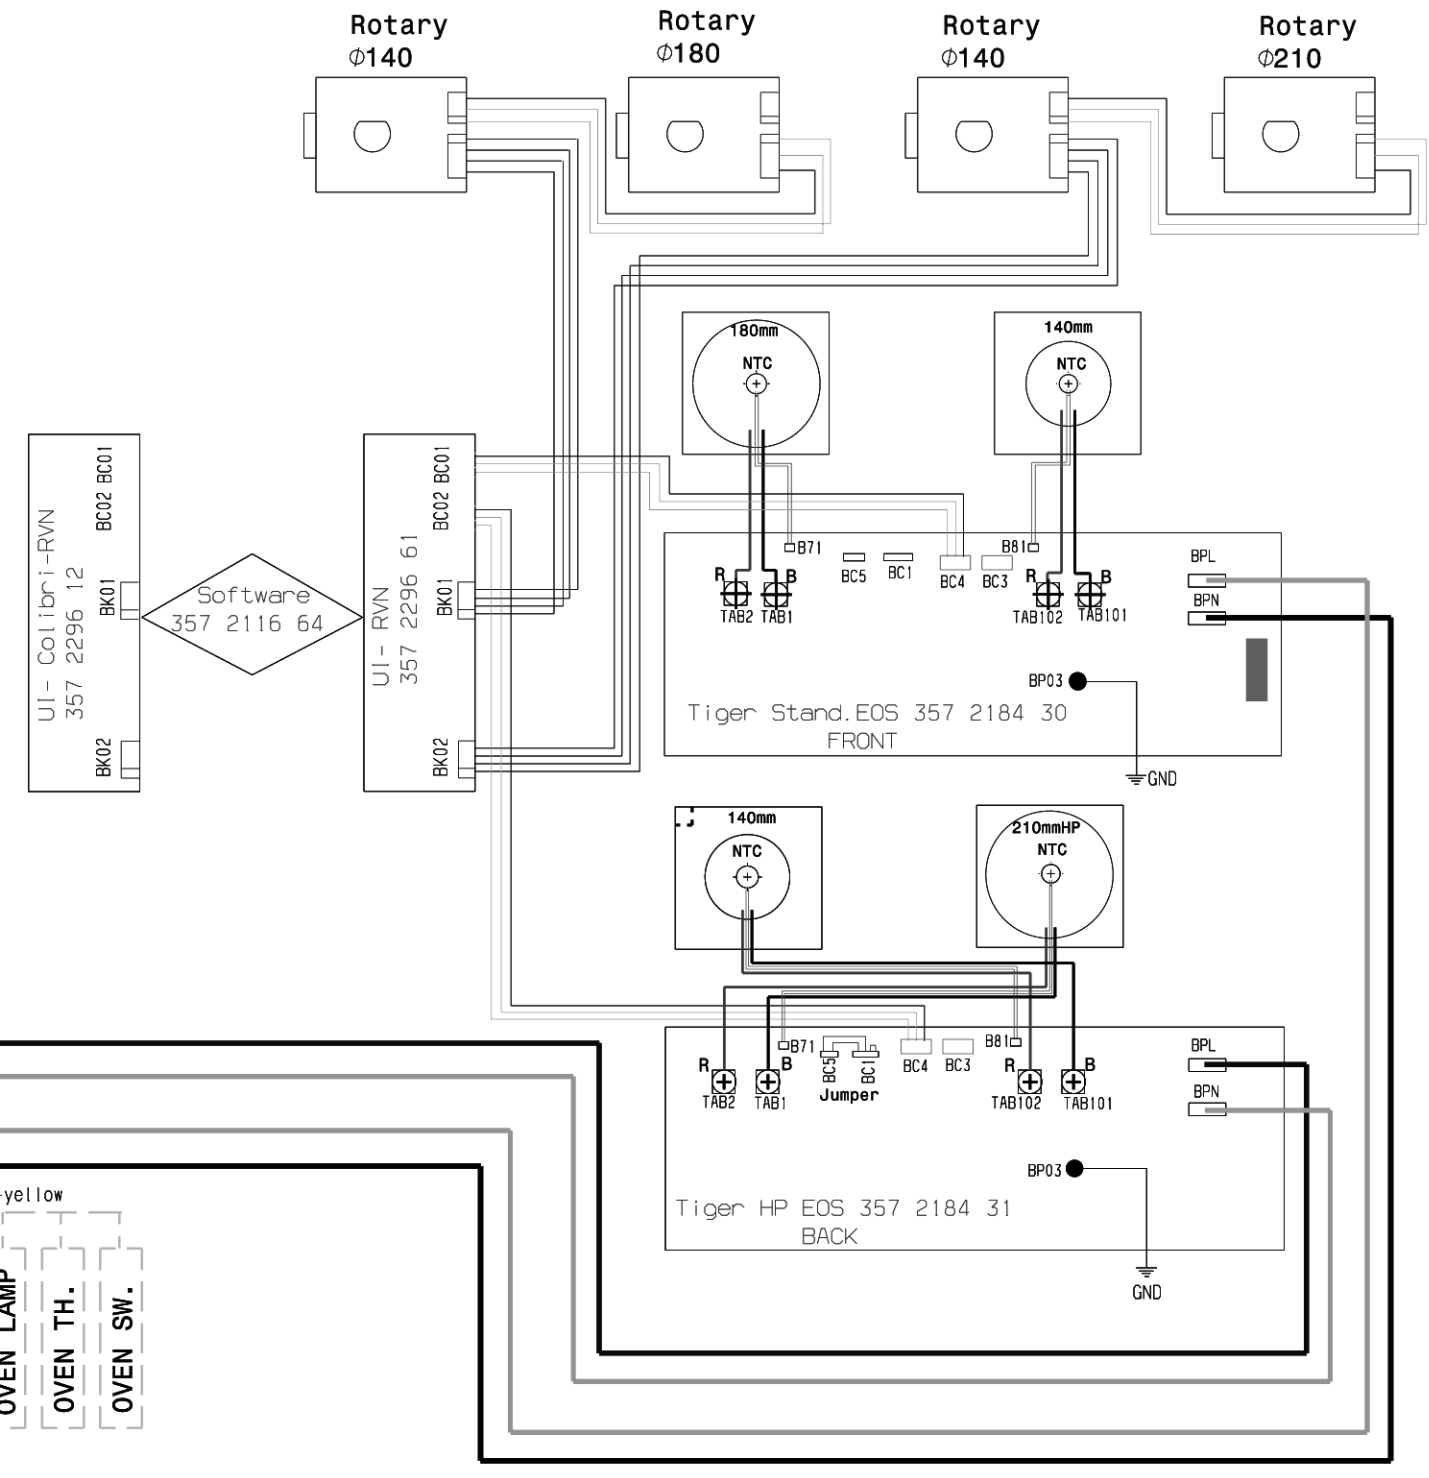 Rotary
∅140
Rotary
∅180
Rotary
∅140
Rotary
∅210
180mm
NTC
140mm
NTC
UI- Colibri-RVN
357 2296 12
BC02 BC01
BK01
BK02
Software
357 2116 64
UI- RVN
357 2296 61
BC02 BC01
BK01
BK02
B71
BC5
BC1
BC4
BC3
B81
R
B
TAB2
TAB1
R
B
TAB102
TAB101
BPL
BPN
BP03
Tiger Stand.EOS 357 2184 30
FRONT
GND
140mm
NTC
210mmHP
NTC
B71
BC5
BC1
Jumper
BC4
BC3
B81
R
B
TAB2
TAB1
R
B
TAB102
TAB101
BPL
BPN
BP03
Tiger HP EOS 357 2184 31
BACK
GND
-yellow
OVEN LAMP
OVEN TH.
OVEN SW.